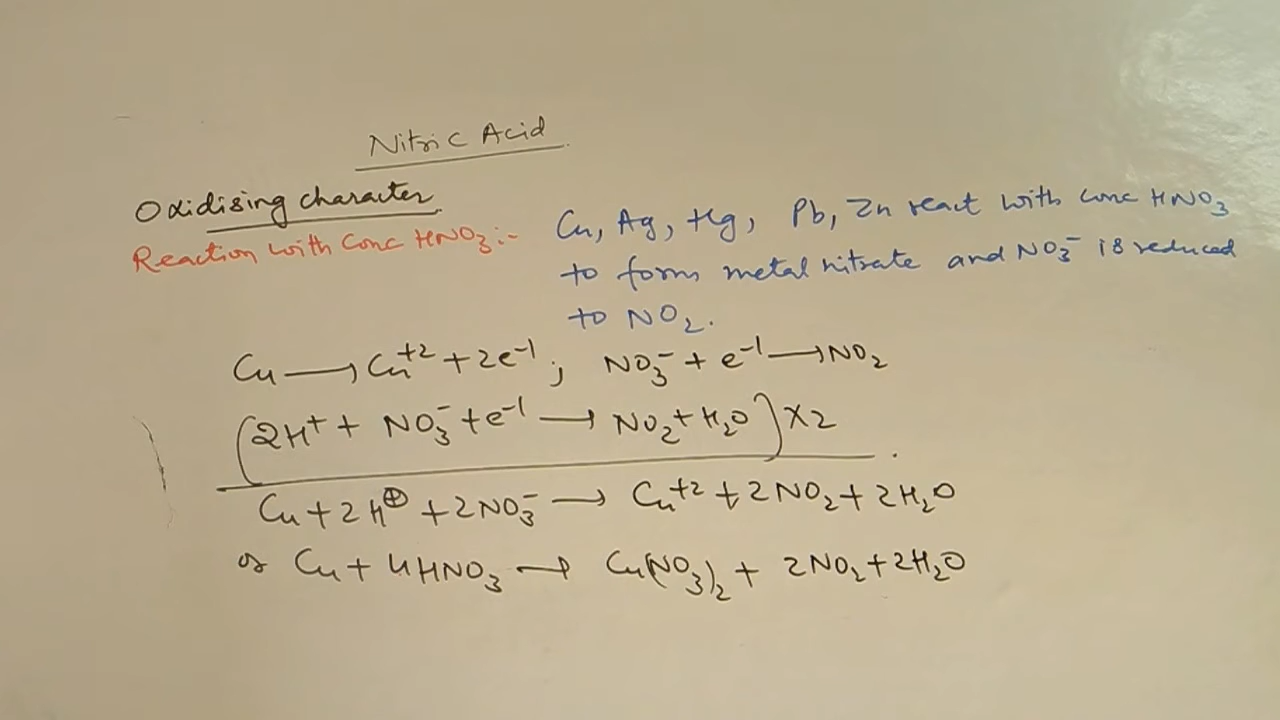 Nitric Acid
Oxidising character
Reaction with Conc HNO₃:-
Cu, Ag, Hg, Pb, Zn react with conc HNO₃
to form metal nitrate and NO₃⁻ is reduced
to NO₂.
Cu → Cu⁺² + 2e⁻¹ ; NO₃⁻ + e⁻¹ → NO₂
(2H⁺ + NO₃⁻ + e⁻¹ → NO₂ + H₂O) × 2
Cu + 2H⊕ + 2NO₃⁻ → Cu⁺² + 2NO₂ + 2H₂O
or Cu + 4HNO₃ → Cu(NO₃)₂ + 2NO₂ + 2H₂O